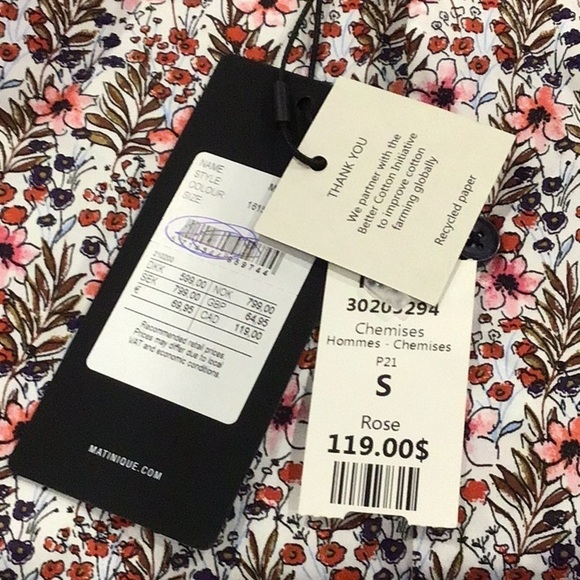 NAME
STYLE
COLOUR
SIZE
DKK 599,00 NOK 799,00
SEK 799,00 GBP 64,95
€ 69,95 CAD 119,00
Recommended retail prices.
Prices may differ due to local
VAT and economic conditions.
MATINIQUE.COM
THANK YOU
We partner with the
Better Cotton Initiative
to improve cotton
farming globally
Recycled paper
Chemises
Hommes - Chemises
P21
S
Rose
119.00$